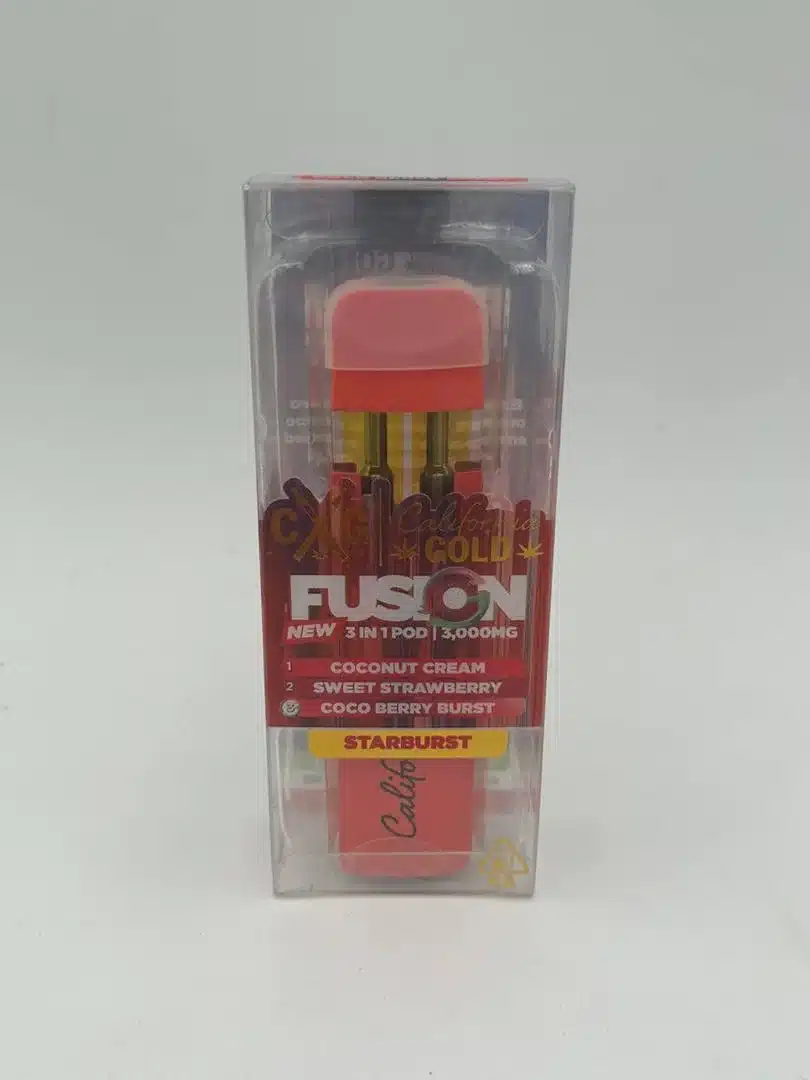 CG California
GOLD
FUSION
NEW 3 IN 1 POD | 3,000MG
1 COCONUT CREAM
2 SWEET STRAWBERRY
COCO BERRY BURST
STARBURST
Califo